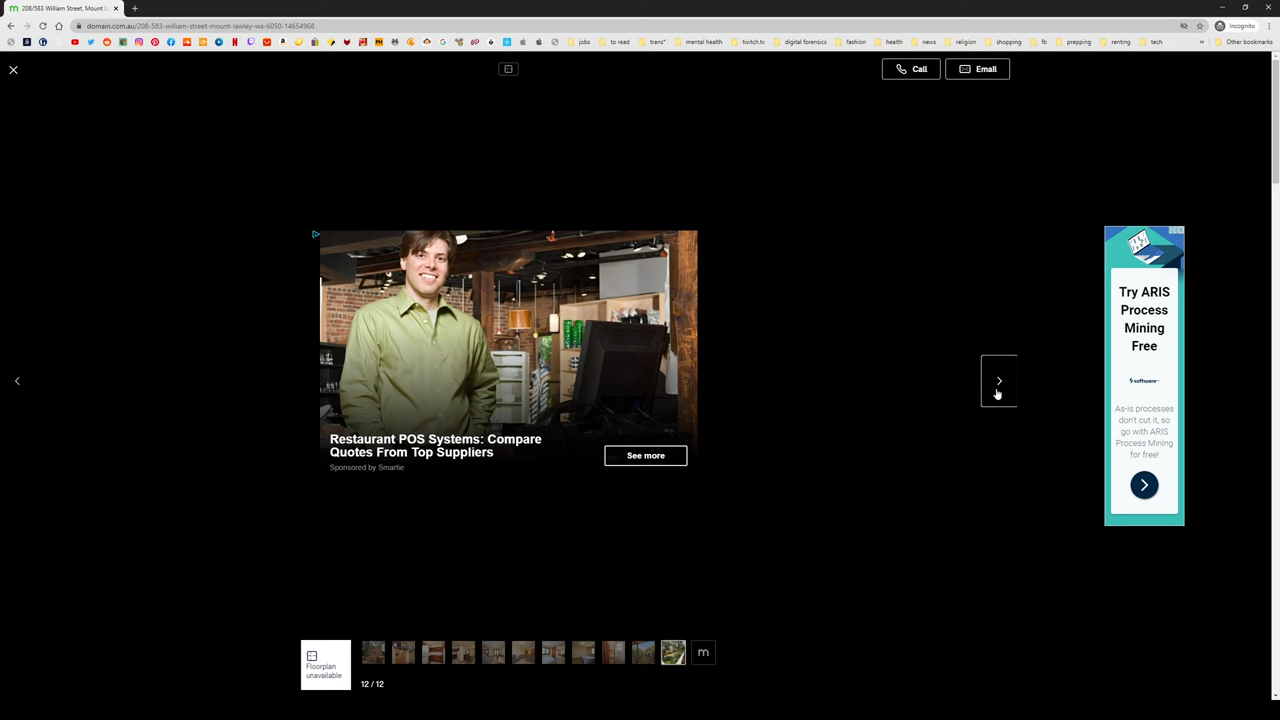 208/583 William Street, Mount L
domain.com.au/208-583-william-street-mount-lawley-wa-6050-14654968
Incognito
jobs
to read
trans*
mental health
twitch.tv
digital forensics
fashion
health
news
religion
shopping
fb
prepping
renting
tech
»
Other bookmarks
Call
Email
Restaurant POS Systems: Compare
Quotes From Top Suppliers
Sponsored by Smartie
See more
Try ARIS
Process
Mining
Free
software
As-is processes
don't cut it, so
go with ARIS
Process Mining
for free!
Floorplan
unavailable
m
12 / 12